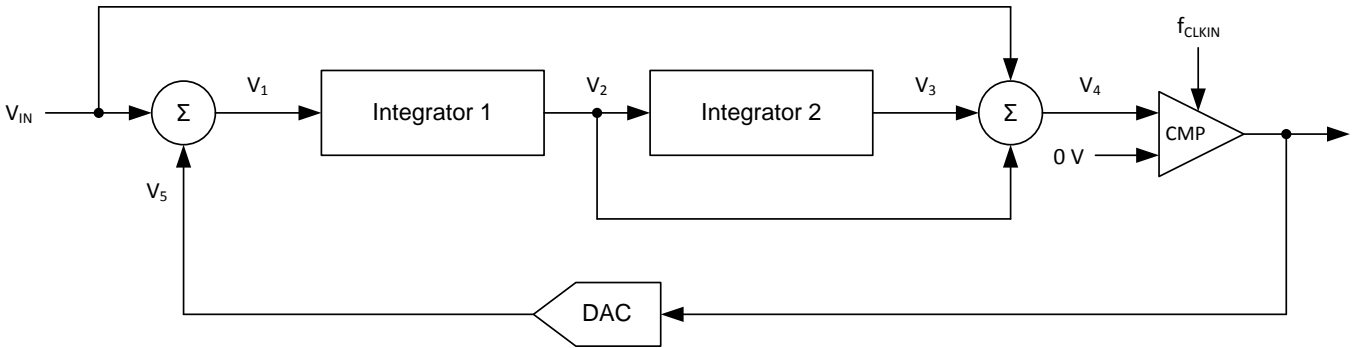 f_CLKIN
V_IN
Σ
V_1
Integrator 1
V_2
Integrator 2
V_3
Σ
V_4
CMP
0 V
V_5
DAC